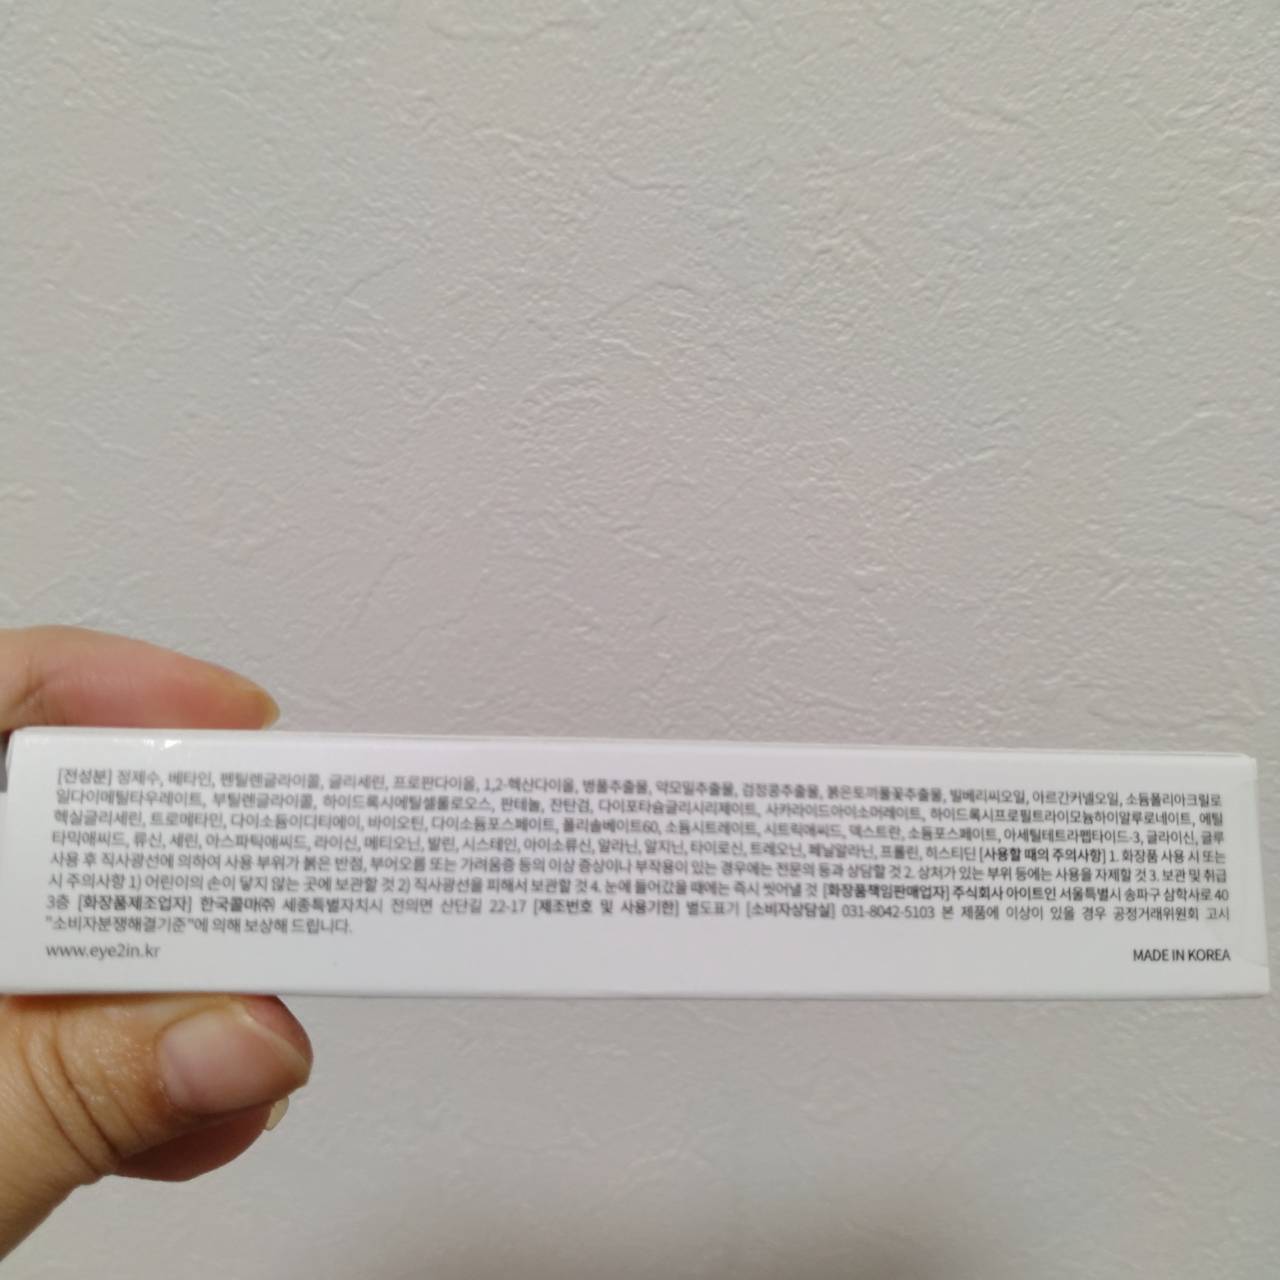 [전성분] 정제수, 베타인, 펜틸렌글라이콜, 글리세린, 프로판다이올, 1,2-헥산다이올, 병풀추출물, 약모밀추출물, 검정콩추출물, 붉은토끼풀꽃추출물, 빌베리씨오일, 아르간커넬오일, 소듐폴리아크릴로
일다이메틸타우레이트, 부틸렌글라이콜, 하이드록시에틸셀룰로오스, 판테놀, 잔탄검, 다이포타슘글리시리제이트, 사카라이드아이소머레이트, 하이드록시프로필트라이모늄하이알루로네이트, 에틸
헥실글리세린, 트로메타민, 다이소듐이디티에이, 바이오틴, 다이소듐포스페이트, 폴리솔베이트60, 소듐시트레이트, 시트릭애씨드, 덱스트란, 소듐포스페이트, 아세틸테트라펩타이드-3, 글라이신, 글루
타믹애씨드, 류신, 세린, 아스파틱애씨드, 라이신, 메티오닌, 발린, 시스테인, 아이소류신, 알라닌, 알지닌, 타이로신, 트레오닌, 페닐알라닌, 프롤린, 히스티딘 [사용할 때의 주의사항] 1. 화장품 사용 시 또는
사용 후 직사광선에 의하여 사용 부위가 붉은 반점, 부어오름 또는 가려움증 등의 이상 증상이나 부작용이 있는 경우에는 전문의 등과 상담할 것 2. 상처가 있는 부위 등에는 사용을 자제할 것 3. 보관 및 취급
시 주의사항 1) 어린이의 손이 닿지 않는 곳에 보관할 것 2) 직사광선을 피해서 보관할 것 4. 눈에 들어갔을 때에는 즉시 씻어낼 것 [화장품책임판매업자] 주식회사 아이트인 서울특별시 송파구 삼학사로 40
3층 [화장품제조업자] 한국콜마㈜ 세종특별자치시 전의면 산단길 22-17 [제조번호 및 사용기한] 별도표기 [소비자상담실] 031-8042-5103 본 제품에 이상이 있을 경우 공정거래위원회 고시
"소비자분쟁해결기준"에 의해 보상해 드립니다.
www.eye2in.kr
MADE IN KOREA